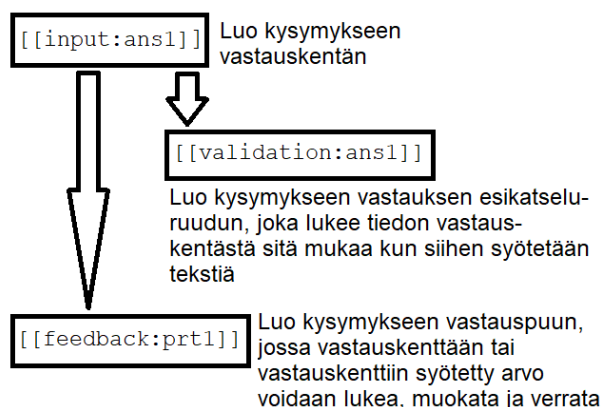 [[input:ans1]]
Luo kysymykseen
vastauskentän
[[validation:ans1]]
Luo kysymykseen vastauksen esikatselu-
ruudun, joka lukee tiedon vastaus-
kentästä sitä mukaa kun siihen syötetään
tekstiä
[[feedback:prt1]]
Luo kysymykseen vastauspuun,
jossa vastauskenttään tai
vastauskenttiin syötetty arvo
voidaan lukea, muokata ja verrata